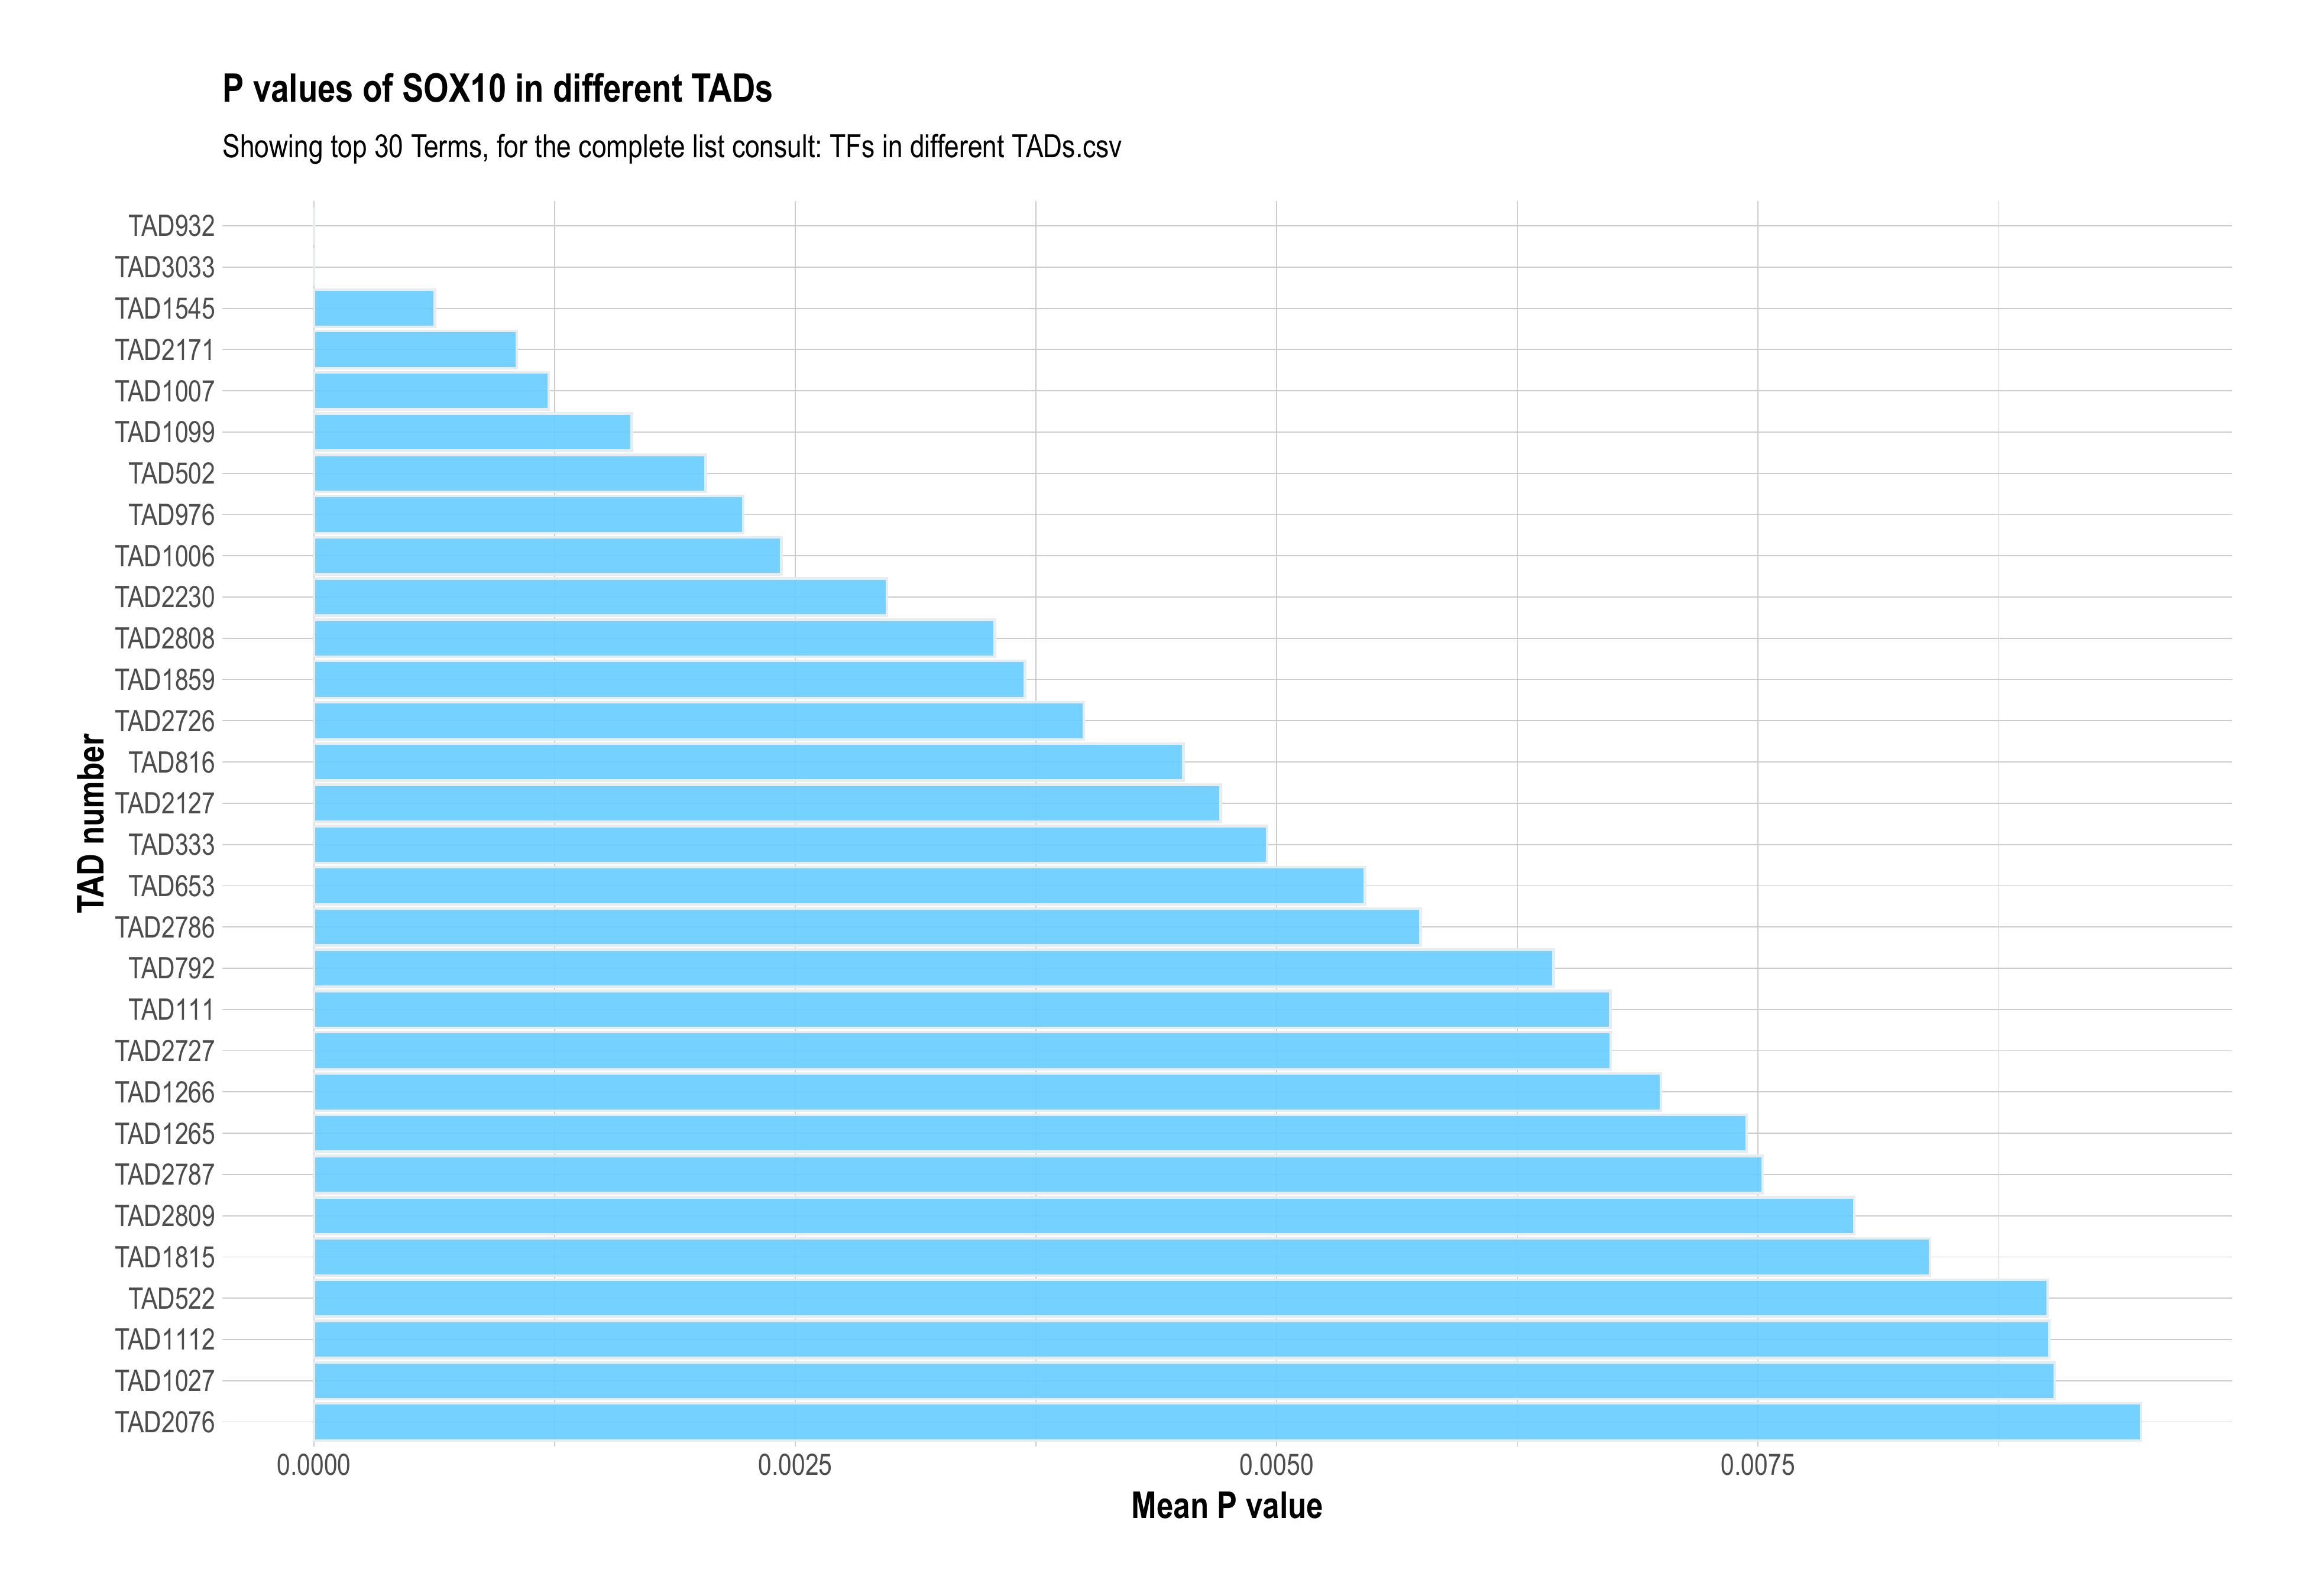 P values of SOX10 in different TADs
Showing top 30 Terms, for the complete list consult: TFs in different TADs.csv
TAD number
TAD932
TAD3033
TAD1545
TAD2171
TAD1007
TAD1099
TAD502
TAD976
TAD1006
TAD2230
TAD2808
TAD1859
TAD2726
TAD816
TAD2127
TAD333
TAD653
TAD2786
TAD792
TAD111
TAD2727
TAD1266
TAD1265
TAD2787
TAD2809
TAD1815
TAD522
TAD1112
TAD1027
TAD2076
0.0000 0.0025 0.0050 0.0075
Mean P value